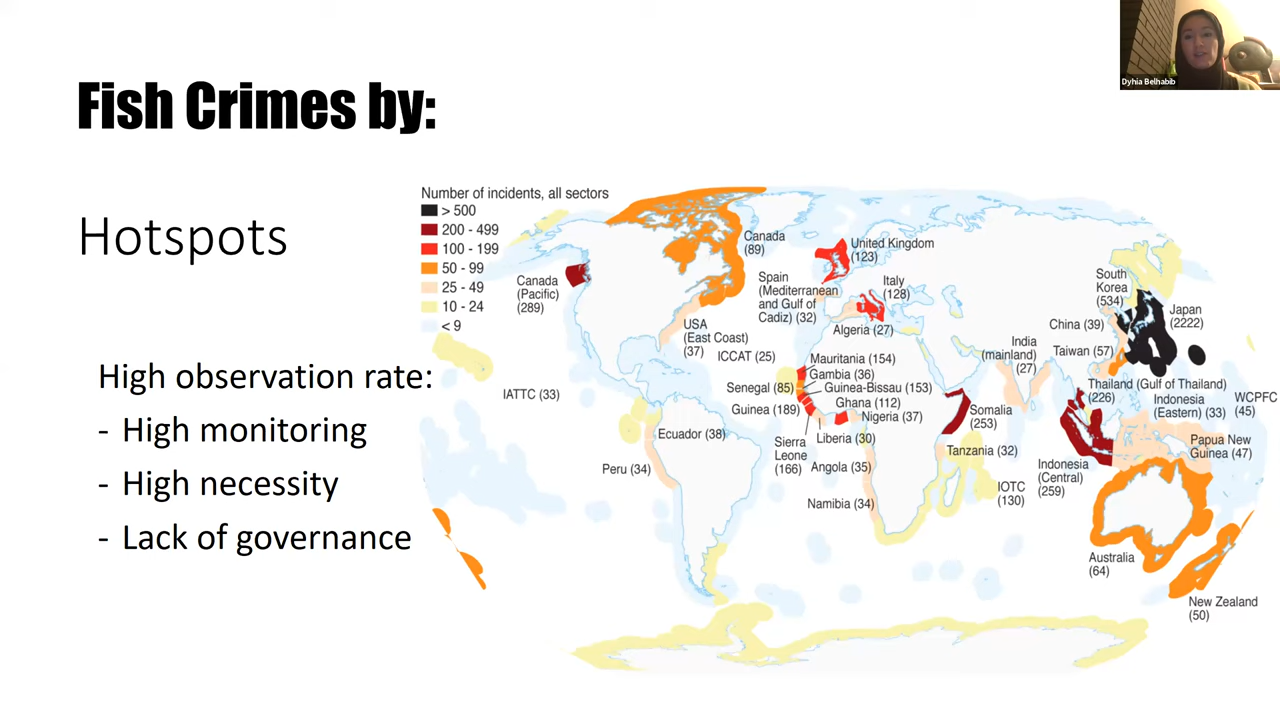 Fish Crimes by:
Dyhia Belhabib
Hotspots
High observation rate:
- High monitoring
- High necessity
- Lack of governance
Number of incidents, all sectors
> 500
200 - 499
100 - 199
50 - 99
25 - 49
10 - 24
< 9
Canada
(Pacific)
(289)
Canada
(89)
USA
(East Coast)
(37)
ICCAT (25)
IATTC (33)
Ecuador (38)
Peru (34)
United Kingdom
(123)
Spain
(Mediterranean
and Gulf of
Cadiz) (32)
Italy
(128)
Algeria (27)
Mauritania (154)
Gambia (36)
Senegal (85)
Guinea-Bissau (153)
Guinea (189)
Ghana (112)
Nigeria (37)
Sierra
Leone
(166)
Liberia (30)
Angola (35)
Namibia (34)
Somalia
(253)
Tanzania (32)
IOTC
(130)
India
(mainland)
(27)
South
Korea
(534)
Japan
(2222)
China (39)
Taiwan (57)
Thailand (Gulf of Thailand)
(226)
Indonesia
(Eastern) (33)
WCPFC
(45)
Papua New
Guinea (47)
Indonesia
(Central)
(259)
Australia
(64)
New Zealand
(50)